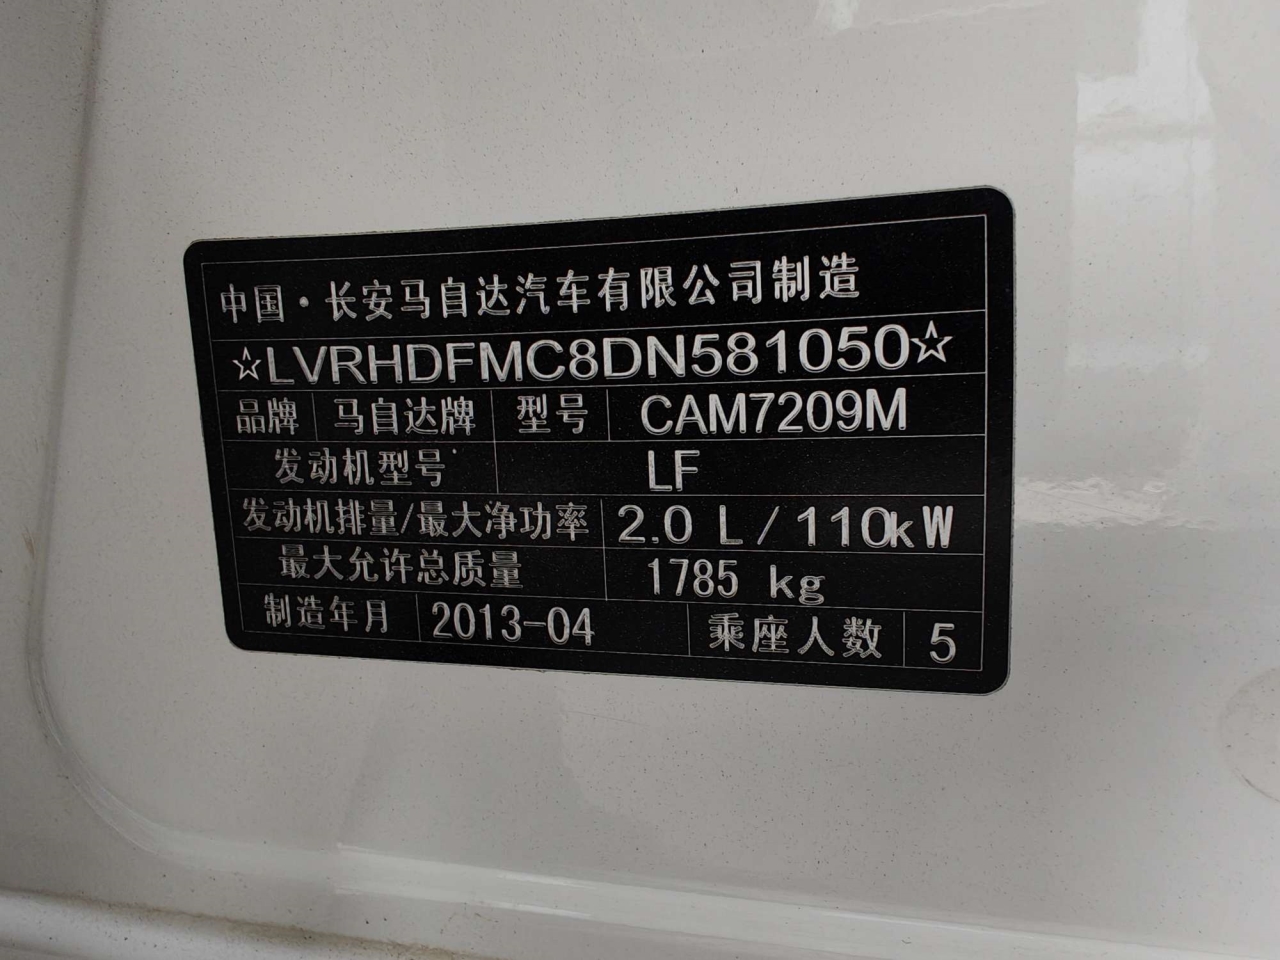 中国·长安马自达汽车有限公司制造
☆LVRHDFMC8DN581050☆
品牌 马自达牌 型号 CAM7209M
发动机型号 LF
发动机排量/最大净功率 2.0 L/110kW
最大允许总质量 1785 kg
制造年月 2013-04 乘座人数 5